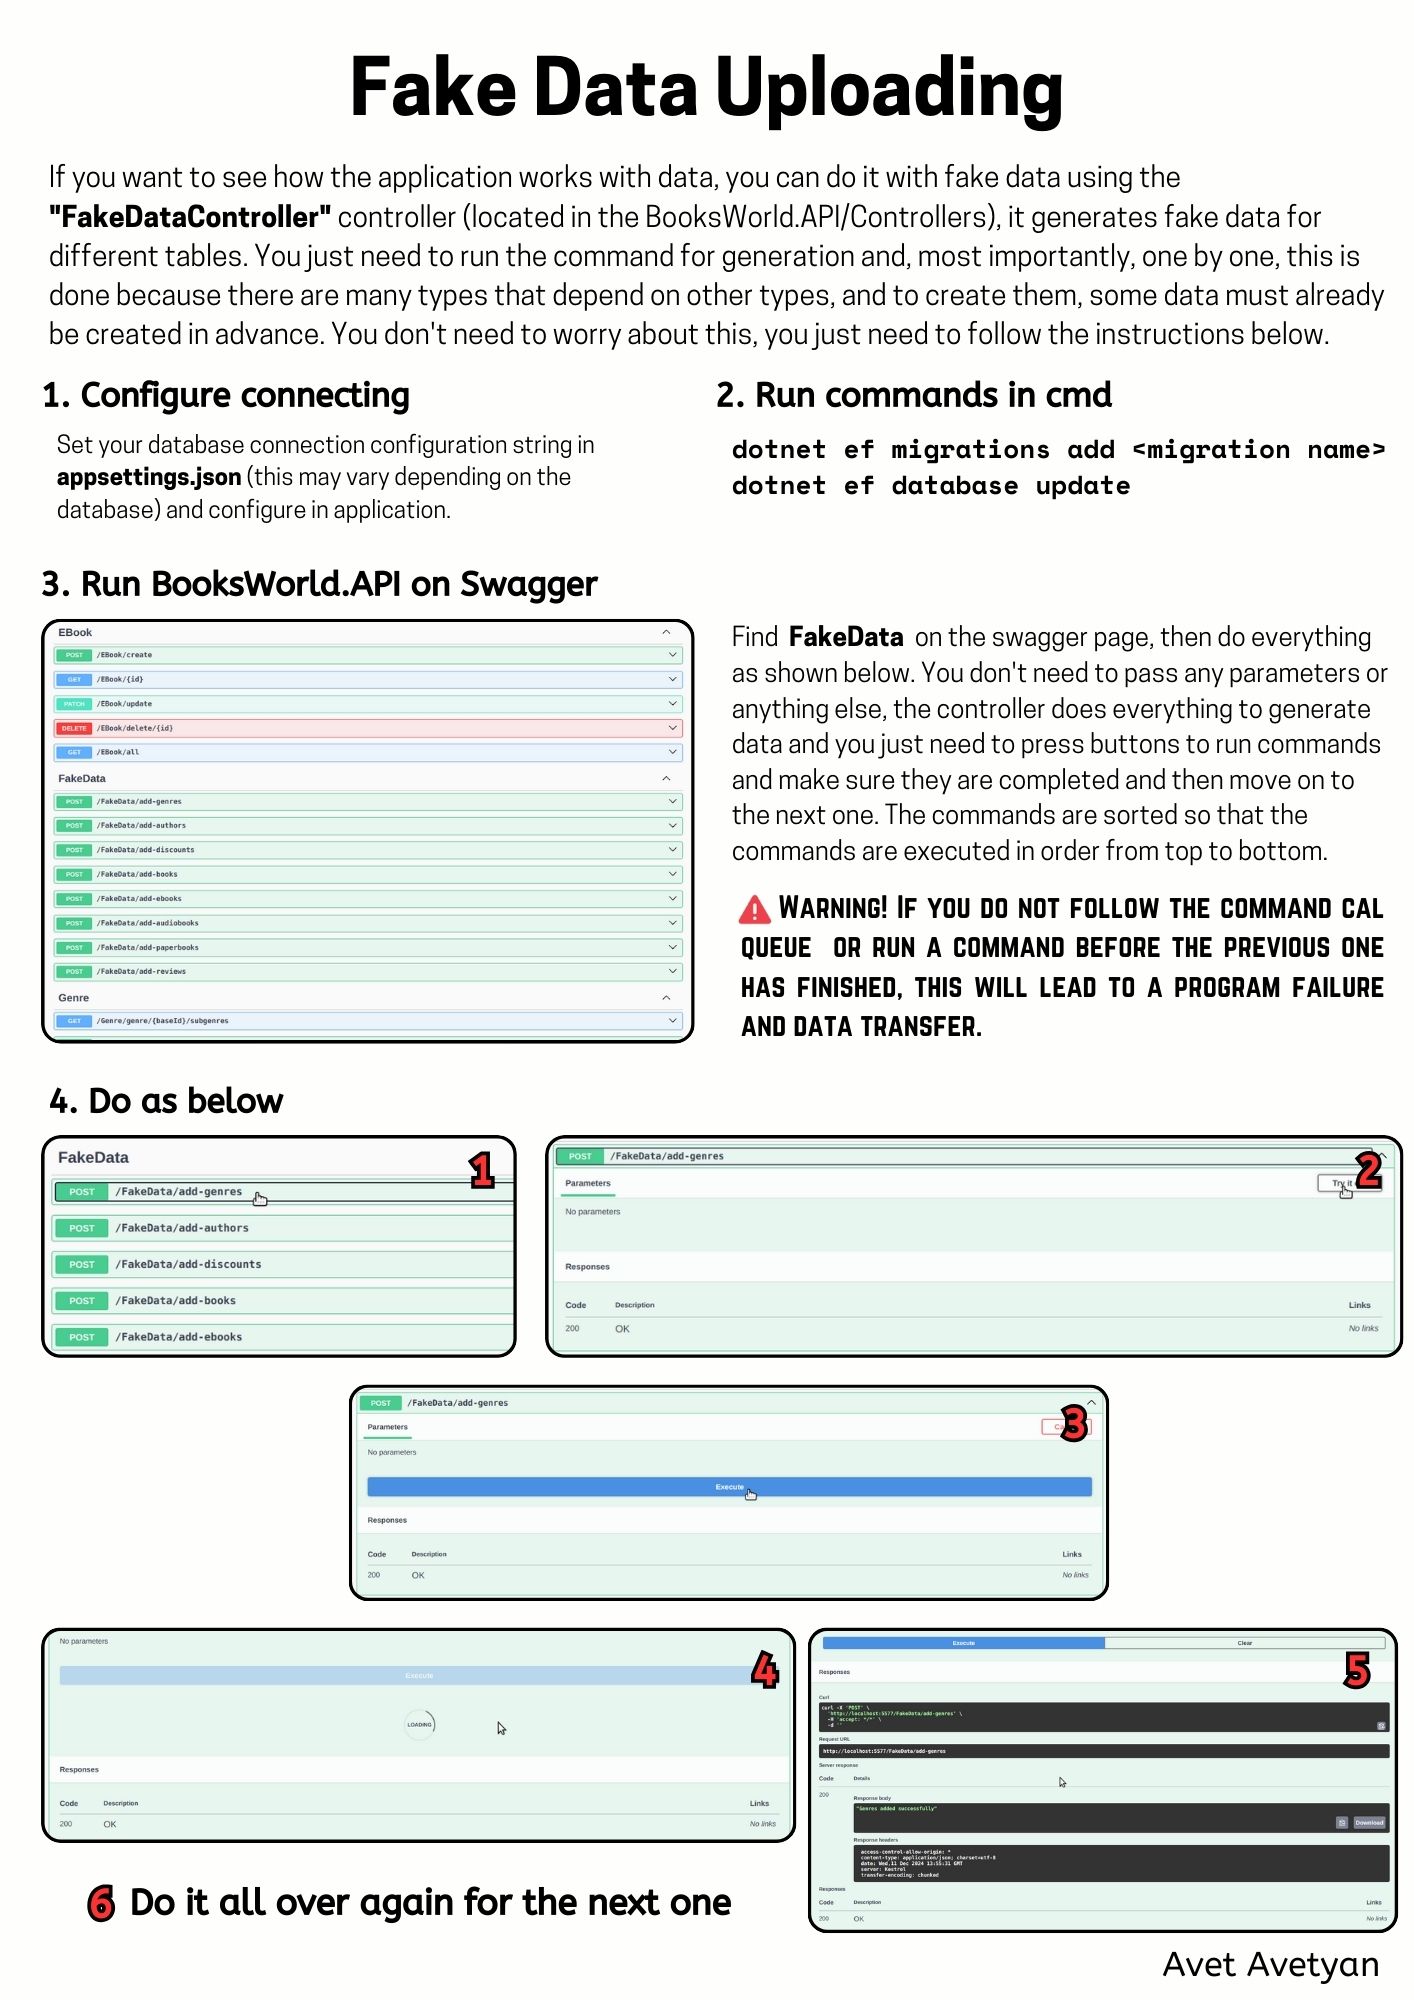 Fake Data Uploading
If you want to see how the application works with data, you can do it with fake data using the
"FakeDataController" controller (located in the BooksWorld.API/Controllers), it generates fake data for
different tables. You just need to run the command for generation and, most importantly, one by one, this is
done because there are many types that depend on other types, and to create them, some data must already
be created in advance. You don't need to worry about this, you just need to follow the instructions below.
1. Configure connecting
Set your database connection configuration string in
appsettings.json (this may vary depending on the
database) and configure in application.
2. Run commands in cmd
dotnet ef migrations add <migration name>
dotnet ef database update
3. Run BooksWorld.API on Swagger
EBook
POST /EBook/create
GET /EBook/{id}
PATCH /EBook/update
DELETE /EBook/delete/{id}
GET /EBook/all
FakeData
POST /FakeData/add-genres
POST /FakeData/add-authors
POST /FakeData/add-discounts
POST /FakeData/add-books
POST /FakeData/add-ebooks
POST /FakeData/add-audiobooks
POST /FakeData/add-paperbooks
POST /FakeData/add-reviews
Genre
GET /Genre/genre/{baseId}/subgenres
Find FakeData on the swagger page, then do everything
as shown below. You don't need to pass any parameters or
anything else, the controller does everything to generate
data and you just need to press buttons to run commands
and make sure they are completed and then move on to
the next one. The commands are sorted so that the
commands are executed in order from top to bottom.
WARNING! IF YOU DO NOT FOLLOW THE COMMAND CAL
QUEUE OR RUN A COMMAND BEFORE THE PREVIOUS ONE
HAS FINISHED, THIS WILL LEAD TO A PROGRAM FAILURE
AND DATA TRANSFER.
4. Do as below
1
FakeData
POST /FakeData/add-genres
POST /FakeData/add-authors
POST /FakeData/add-discounts
POST /FakeData/add-books
POST /FakeData/add-ebooks
2
POST /FakeData/add-genres
Parameters Try it
No parameters
Responses
Code Description Links
200 OK No links
3
POST /FakeData/add-genres
Parameters
No parameters
Execute
Responses
Code Description Links
200 OK No links
4
No parameters
Execute
LOADING
Responses
Code Description Links
200 OK No links
5
Execute Clear
Responses
Curl
curl -X 'POST' \
'http://localhost:5577/FakeData/add-genres' \
-H 'accept: */*' \
-d ''
Request URL
http://localhost:5577/FakeData/add-genres
Server response
Code Details
200
Response body
"Genres added successfully"
Download
Response headers
access-control-allow-origin: *
content-type: application/json; charset=utf-8
date: Wed,11 Dec 2024 13:55:31 GMT
server: Kestrel
transfer-encoding: chunked
Responses
Code Description Links
200 OK No links
6 Do it all over again for the next one
Avet Avetyan